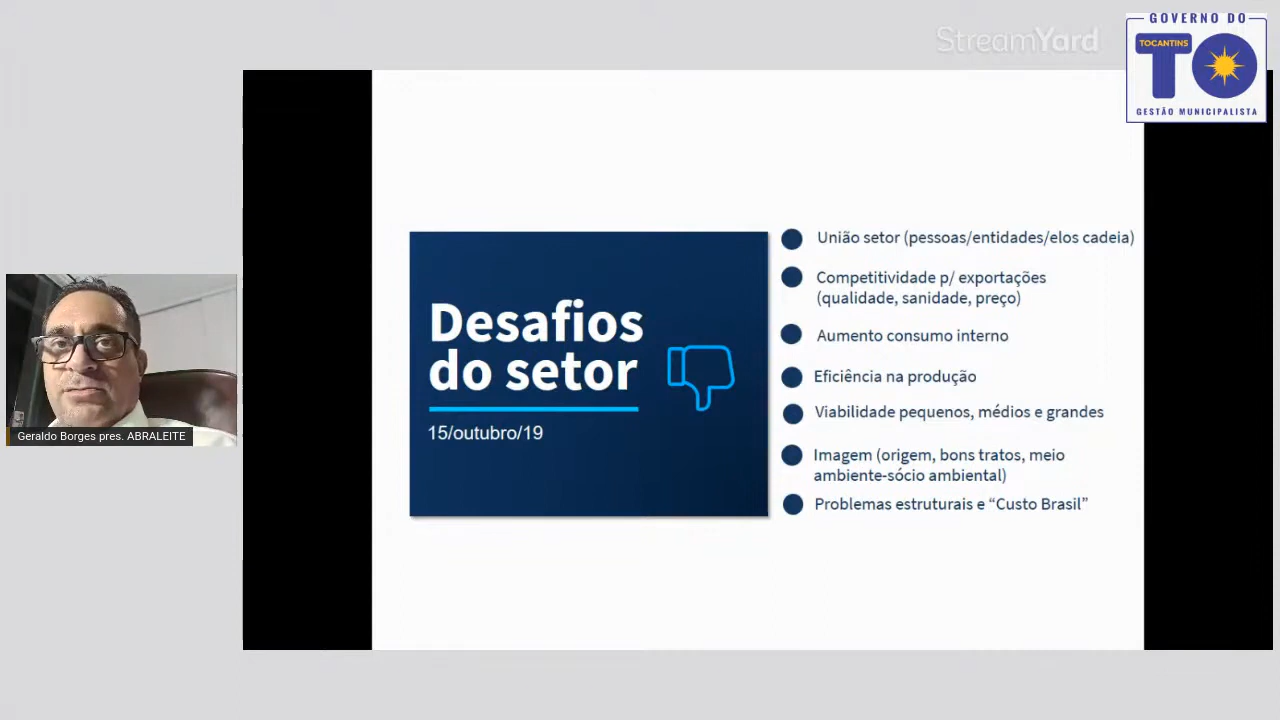 StreamYard
GOVERNO DO
TOCANTINS
TO
GESTÃO MUNICIPALISTA
Desafios
do setor
15/outubro/19
União setor (pessoas/entidades/elos cadeia)
Competitividade p/ exportações
(qualidade, sanidade, preço)
Aumento consumo interno
Eficiência na produção
Viabilidade pequenos, médios e grandes
Imagem (origem, bons tratos, meio
ambiente-sócio ambiental)
Problemas estruturais e “Custo Brasil”
Geraldo Borges pres. ABRALEITE